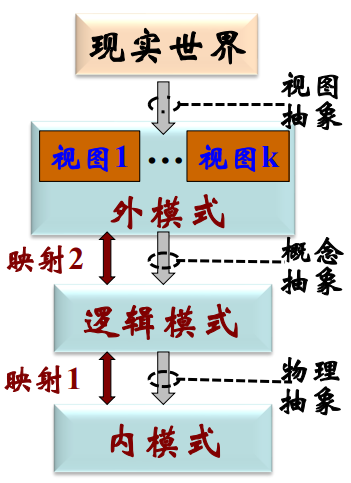 现实世界
视图
抽象
视图1 ··· 视图k
外模式
映射2
概念
抽象
逻辑模式
映射1
物理
抽象
内模式